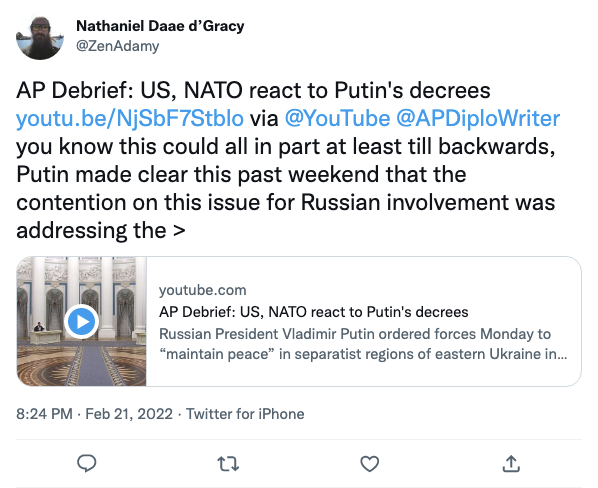 Nathaniel Daae d’Gracy
@ZenAdamy
AP Debrief: US, NATO react to Putin's decrees
youtu.be/NjSbF7Stblo via @YouTube @APDiploWriter
you know this could all in part at least till backwards,
Putin made clear this past weekend that the
contention on this issue for Russian involvement was
addressing the >
youtube.com
AP Debrief: US, NATO react to Putin's decrees
Russian President Vladimir Putin ordered forces Monday to
“maintain peace” in separatist regions of eastern Ukraine in...
8:24 PM · Feb 21, 2022 · Twitter for iPhone